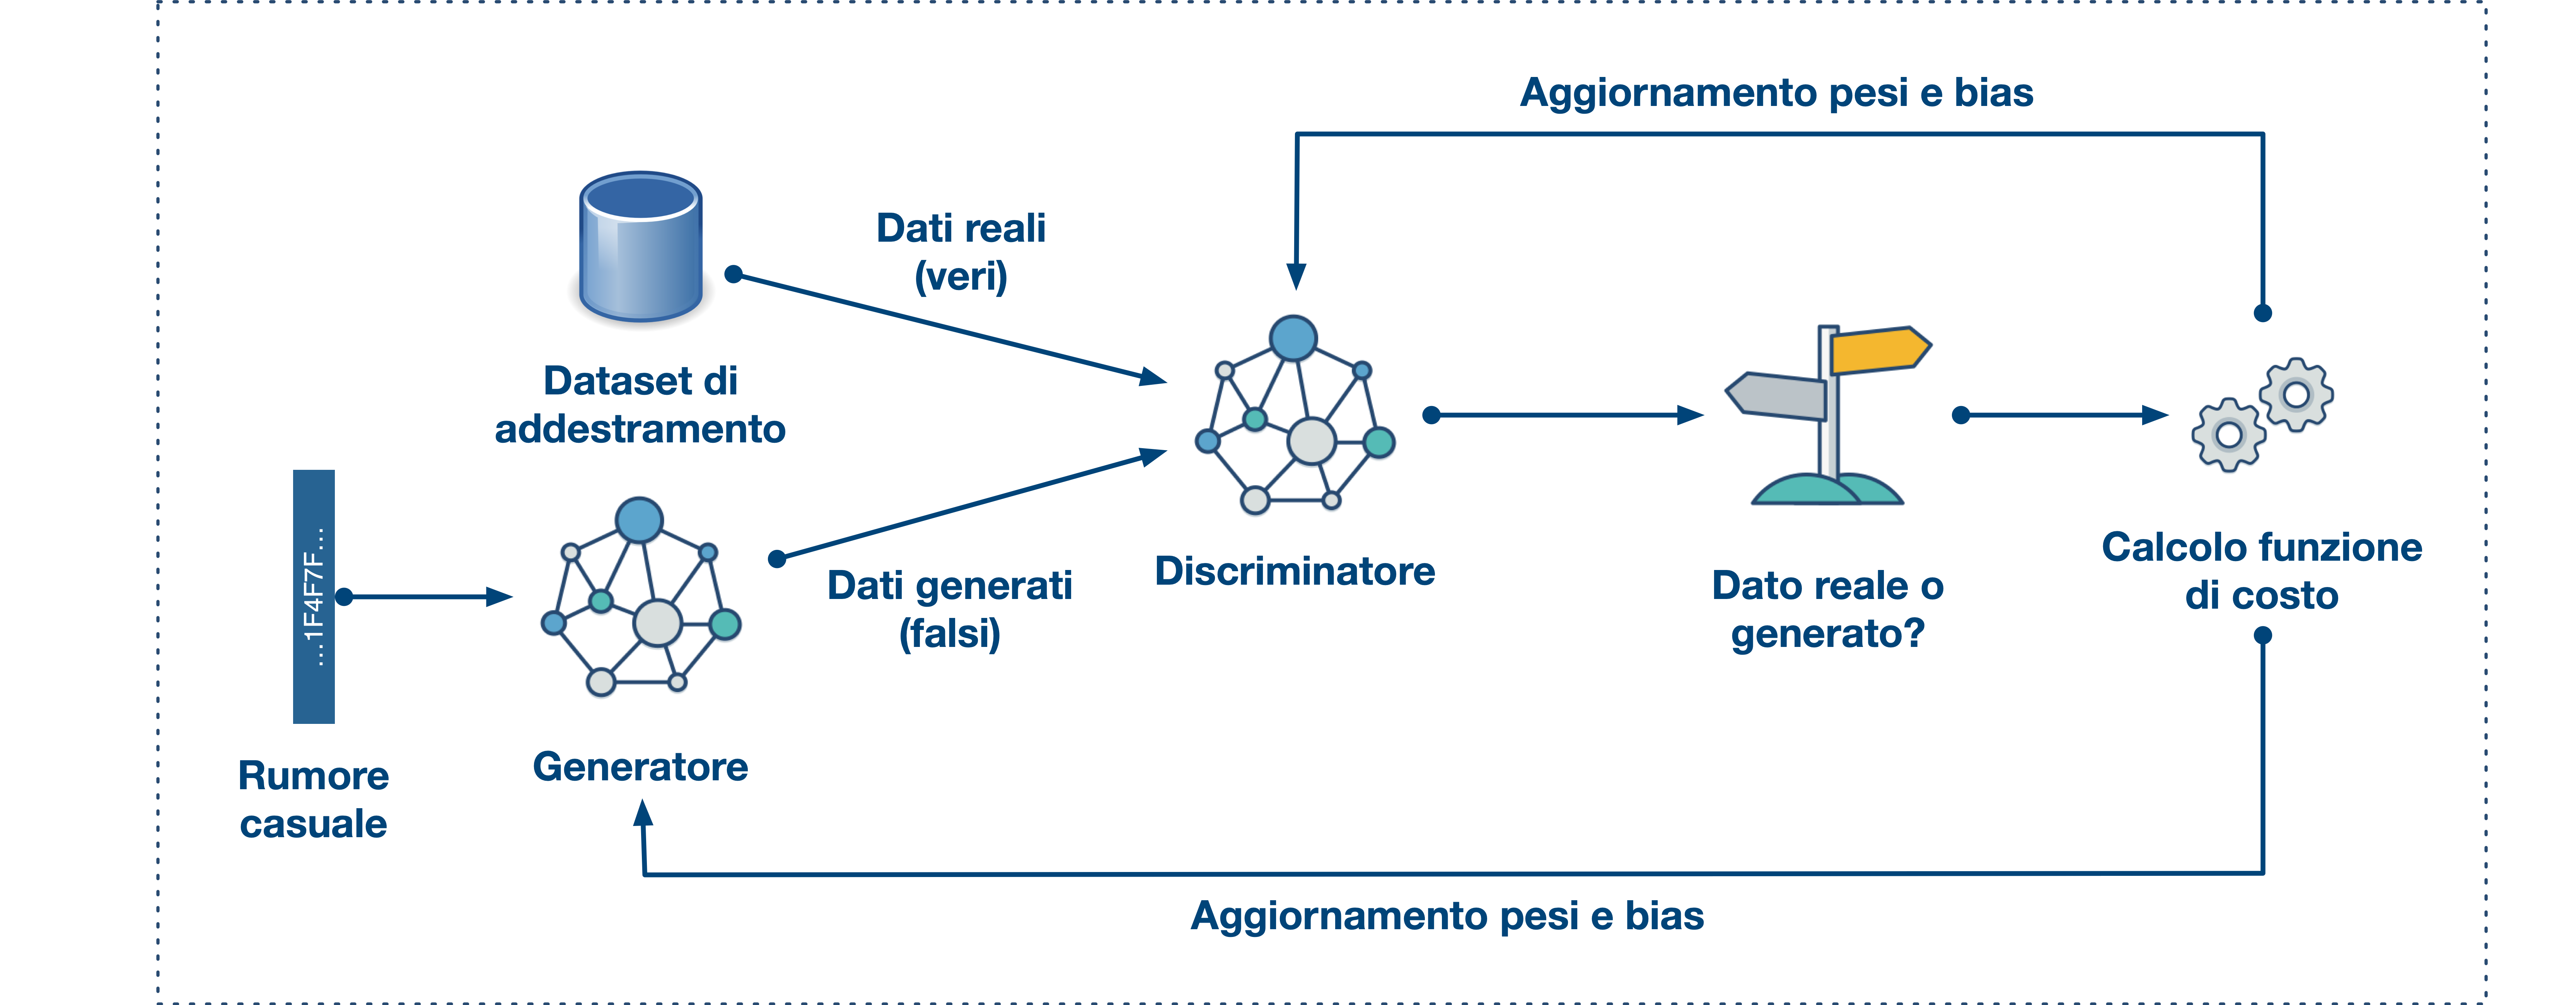 Aggiornamento pesi e bias
Dati reali
(veri)
Dataset di
addestramento
...1F4F7F...
Rumore
casuale
Generatore
Dati generati
(falsi)
Discriminatore
Dato reale o
generato?
Calcolo funzione
di costo
Aggiornamento pesi e bias